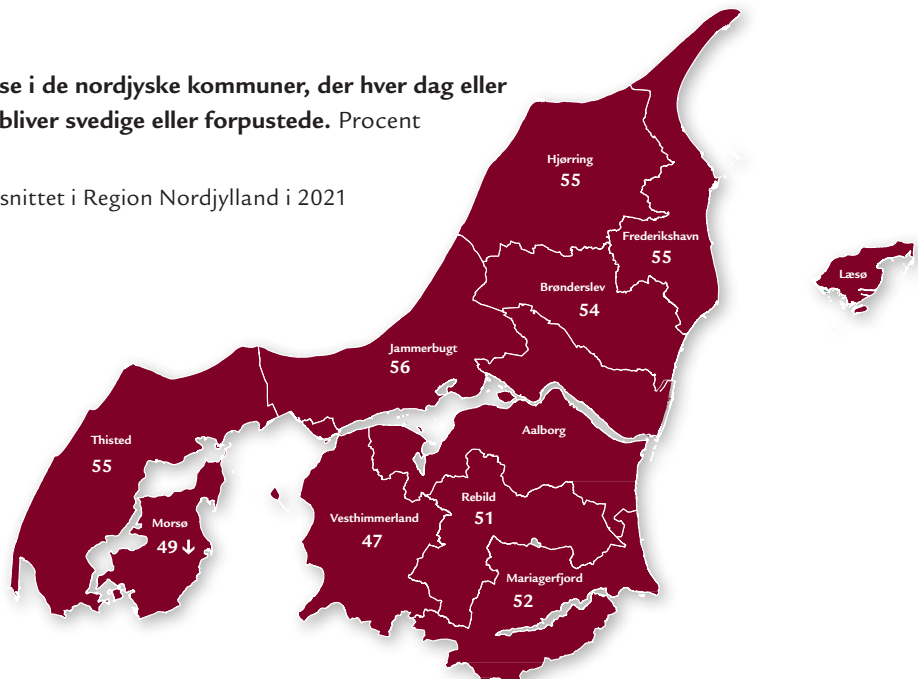 se i de nordjyske kommuner, der hver dag eller
bliver svedige eller forpustede. Procent
snittet i Region Nordjylland i 2021
Hjørring
55
Frederikshavn
55
Læsø
Brønderslev
54
Jammerbugt
56
Aalborg
Thisted
55
Rebild
51
Vesthimmerland
47
Morsø
49 ↓
Mariagerfjord
52